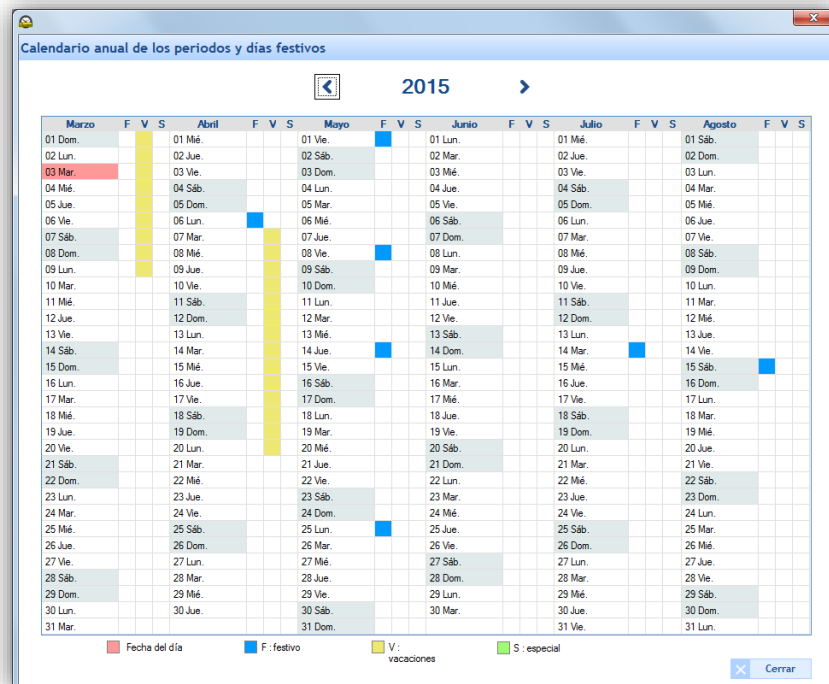 Calendario anual de los periodos y días festivos
2015
Marzo F V S Abril F V S Mayo F V S Junio F V S Julio F V S Agosto F V S
01 Dom. 01 Mié. 01 Vie. 01 Lun. 01 Mié. 01 Sáb.
02 Lun. 02 Jue. 02 Sáb. 02 Mar. 02 Jue. 02 Dom.
03 Mar. 03 Vie. 03 Dom. 03 Mié. 03 Vie. 03 Lun.
04 Mié. 04 Sáb. 04 Lun. 04 Jue. 04 Sáb. 04 Mar.
05 Jue. 05 Dom. 05 Mar. 05 Vie. 05 Dom. 05 Mié.
06 Vie. 06 Lun. 06 Mié. 06 Sáb. 06 Lun. 06 Jue.
07 Sáb. 07 Mar. 07 Jue. 07 Dom. 07 Mar. 07 Vie.
08 Dom. 08 Mié. 08 Vie. 08 Lun. 08 Mié. 08 Sáb.
09 Lun. 09 Jue. 09 Sáb. 09 Mar. 09 Jue. 09 Dom.
10 Mar. 10 Vie. 10 Dom. 10 Mié. 10 Vie. 10 Lun.
11 Mié. 11 Sáb. 11 Lun. 11 Jue. 11 Sáb. 11 Mar.
12 Jue. 12 Dom. 12 Mar. 12 Vie. 12 Dom. 12 Mié.
13 Vie. 13 Lun. 13 Mié. 13 Sáb. 13 Lun. 13 Jue.
14 Sáb. 14 Mar. 14 Jue. 14 Dom. 14 Mar. 14 Vie.
15 Dom. 15 Mié. 15 Vie. 15 Lun. 15 Mié. 15 Sáb.
16 Lun. 16 Jue. 16 Sáb. 16 Mar. 16 Jue. 16 Dom.
17 Mar. 17 Vie. 17 Dom. 17 Mié. 17 Vie. 17 Lun.
18 Mié. 18 Sáb. 18 Lun. 18 Jue. 18 Sáb. 18 Mar.
19 Jue. 19 Dom. 19 Mar. 19 Vie. 19 Dom. 19 Mié.
20 Vie. 20 Lun. 20 Mié. 20 Sáb. 20 Lun. 20 Jue.
21 Sáb. 21 Mar. 21 Jue. 21 Dom. 21 Mar. 21 Vie.
22 Dom. 22 Mié. 22 Vie. 22 Lun. 22 Mié. 22 Sáb.
23 Lun. 23 Jue. 23 Sáb. 23 Mar. 23 Jue. 23 Dom.
24 Mar. 24 Vie. 24 Dom. 24 Mié. 24 Vie. 24 Lun.
25 Mié. 25 Sáb. 25 Lun. 25 Jue. 25 Sáb. 25 Mar.
26 Jue. 26 Dom. 26 Mar. 26 Vie. 26 Dom. 26 Mié.
27 Vie. 27 Lun. 27 Mié. 27 Sáb. 27 Lun. 27 Jue.
28 Sáb. 28 Mar. 28 Jue. 28 Dom. 28 Mar. 28 Vie.
29 Dom. 29 Mié. 29 Vie. 29 Lun. 29 Mié. 29 Sáb.
30 Lun. 30 Jue. 30 Sáb. 30 Mar. 30 Jue. 30 Dom.
31 Mar. 31 Dom. 31 Vie. 31 Lun.
Fecha del día F : festivo V : vacaciones S : especial
Cerrar